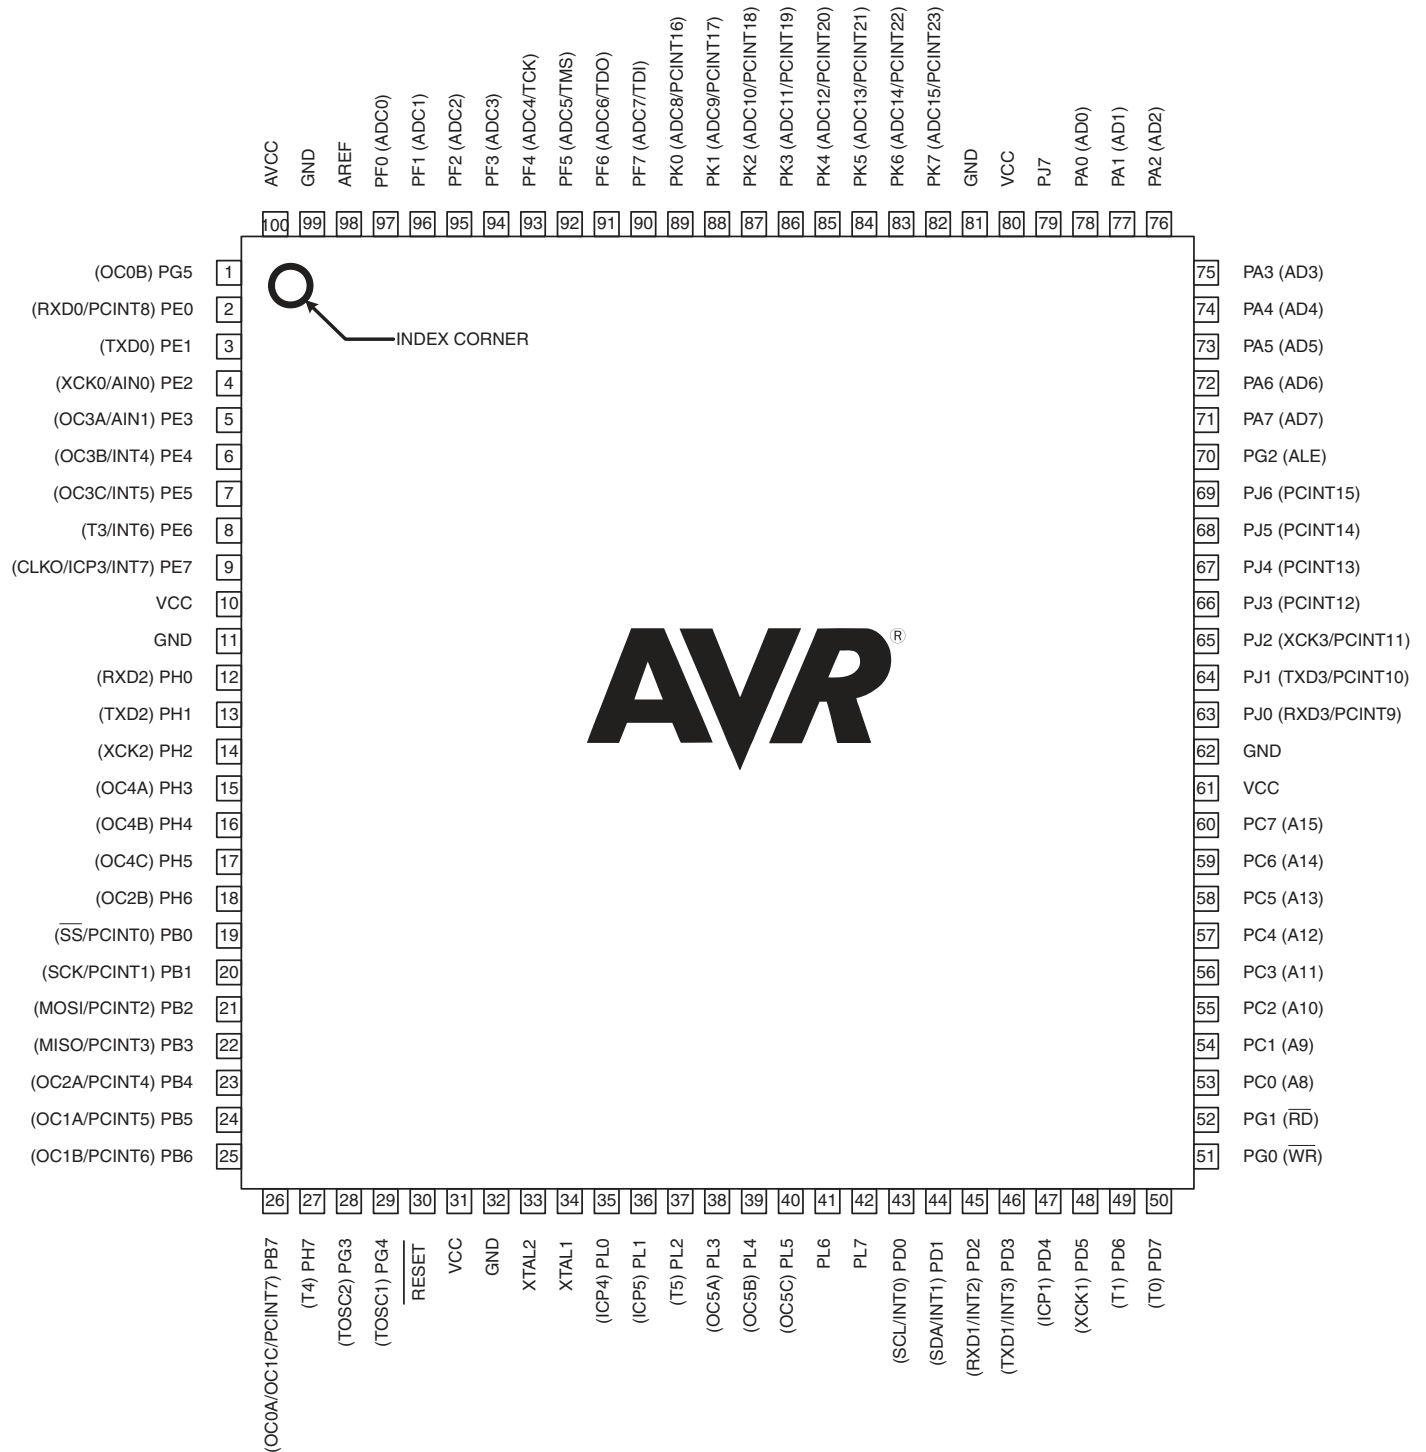 AVCC
GND
AREF
PF0 (ADC0)
PF1 (ADC1)
PF2 (ADC2)
PF3 (ADC3)
PF4 (ADC4/TCK)
PF5 (ADC5/TMS)
PF6 (ADC6/TDO)
PF7 (ADC7/TDI)
PK0 (ADC8/PCINT16)
PK1 (ADC9/PCINT17)
PK2 (ADC10/PCINT18)
PK3 (ADC11/PCINT19)
PK4 (ADC12/PCINT20)
PK5 (ADC13/PCINT21)
PK6 (ADC14/PCINT22)
PK7 (ADC15/PCINT23)
GND
VCC
PJ7
PA0 (AD0)
PA1 (AD1)
PA2 (AD2)
100 99 98 97 96 95 94 93 92 91 90 89 88 87 86 85 84 83 82 81 80 79 78 77 76
(OC0B) PG5 1
(RXD0/PCINT8) PE0 2
(TXD0) PE1 3
(XCK0/AIN0) PE2 4
(OC3A/AIN1) PE3 5
(OC3B/INT4) PE4 6
(OC3C/INT5) PE5 7
(T3/INT6) PE6 8
(CLKO/ICP3/INT7) PE7 9
VCC 10
GND 11
(RXD2) PH0 12
(TXD2) PH1 13
(XCK2) PH2 14
(OC4A) PH3 15
(OC4B) PH4 16
(OC4C) PH5 17
(OC2B) PH6 18
(SS/PCINT0) PB0 19
(SCK/PCINT1) PB1 20
(MOSI/PCINT2) PB2 21
(MISO/PCINT3) PB3 22
(OC2A/PCINT4) PB4 23
(OC1A/PCINT5) PB5 24
(OC1B/PCINT6) PB6 25
INDEX CORNER
AVR®
75 PA3 (AD3)
74 PA4 (AD4)
73 PA5 (AD5)
72 PA6 (AD6)
71 PA7 (AD7)
70 PG2 (ALE)
69 PJ6 (PCINT15)
68 PJ5 (PCINT14)
67 PJ4 (PCINT13)
66 PJ3 (PCINT12)
65 PJ2 (XCK3/PCINT11)
64 PJ1 (TXD3/PCINT10)
63 PJ0 (RXD3/PCINT9)
62 GND
61 VCC
60 PC7 (A15)
59 PC6 (A14)
58 PC5 (A13)
57 PC4 (A12)
56 PC3 (A11)
55 PC2 (A10)
54 PC1 (A9)
53 PC0 (A8)
52 PG1 (RD)
51 PG0 (WR)
26 27 28 29 30 31 32 33 34 35 36 37 38 39 40 41 42 43 44 45 46 47 48 49 50
(OC0A/OC1C/PCINT7) PB7
(T4) PH7
(TOSC2) PG3
(TOSC1) PG4
RESET
VCC
GND
XTAL2
XTAL1
(ICP4) PL0
(ICP5) PL1
(T5) PL2
(OC5A) PL3
(OC5B) PL4
(OC5C) PL5
PL6
PL7
(SCL/INT0) PD0
(SDA/INT1) PD1
(RXD1/INT2) PD2
(TXD1/INT3) PD3
(ICP1) PD4
(XCK1) PD5
(T1) PD6
(T0) PD7